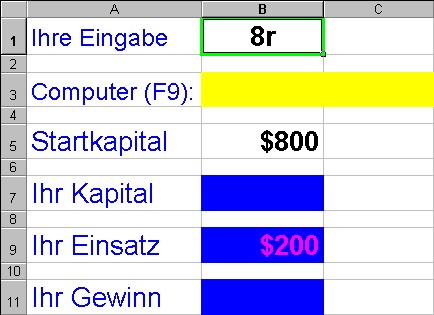 A B C
1 Ihre Eingabe 8r
2
3 Computer (F9):
4
5 Startkapital $800
6
7 Ihr Kapital
8
9 Ihr Einsatz $200
10
11 Ihr Gewinn